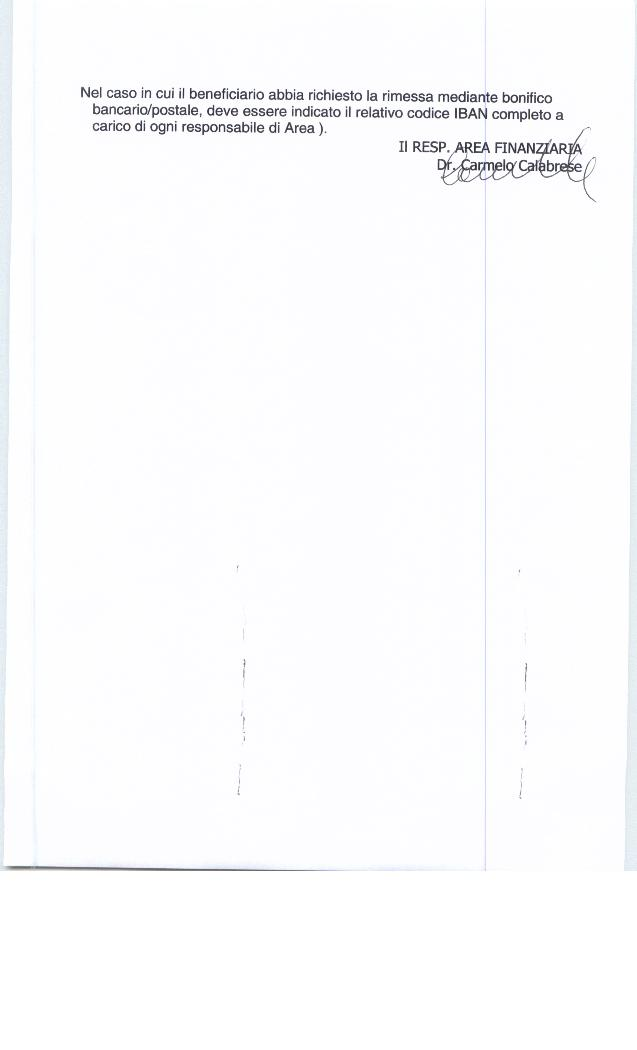 Nel caso in cui il beneficiario abbia richiesto la rimessa mediante bonifico
bancario/postale, deve essere indicato il relativo codice IBAN completo a
carico di ogni responsabile di Area ).
Il RESP. AREA FINANZIARIA
Dr. Carmelo Calabrese